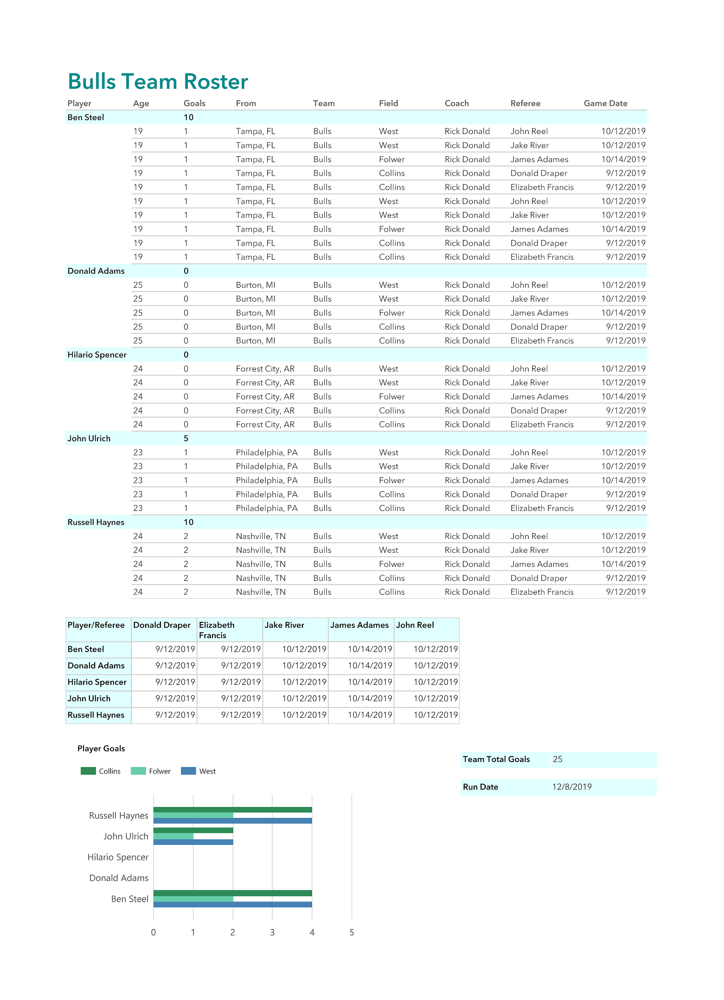 Bulls Team Roster
Player Age Goals From Team Field Coach Referee Game Date
Ben Steel 10
19 1 Tampa, FL Bulls West Rick Donald John Reel 10/12/2019
19 1 Tampa, FL Bulls West Rick Donald Jake River 10/12/2019
19 1 Tampa, FL Bulls Folwer Rick Donald James Adames 10/14/2019
19 1 Tampa, FL Bulls Collins Rick Donald Donald Draper 9/12/2019
19 1 Tampa, FL Bulls Collins Rick Donald Elizabeth Francis 9/12/2019
19 1 Tampa, FL Bulls West Rick Donald John Reel 10/12/2019
19 1 Tampa, FL Bulls West Rick Donald Jake River 10/12/2019
19 1 Tampa, FL Bulls Folwer Rick Donald James Adames 10/14/2019
19 1 Tampa, FL Bulls Collins Rick Donald Donald Draper 9/12/2019
19 1 Tampa, FL Bulls Collins Rick Donald Elizabeth Francis 9/12/2019
Donald Adams 0
25 0 Burton, MI Bulls West Rick Donald John Reel 10/12/2019
25 0 Burton, MI Bulls West Rick Donald Jake River 10/12/2019
25 0 Burton, MI Bulls Folwer Rick Donald James Adames 10/14/2019
25 0 Burton, MI Bulls Collins Rick Donald Donald Draper 9/12/2019
25 0 Burton, MI Bulls Collins Rick Donald Elizabeth Francis 9/12/2019
Hilario Spencer 0
24 0 Forrest City, AR Bulls West Rick Donald John Reel 10/12/2019
24 0 Forrest City, AR Bulls West Rick Donald Jake River 10/12/2019
24 0 Forrest City, AR Bulls Folwer Rick Donald James Adames 10/14/2019
24 0 Forrest City, AR Bulls Collins Rick Donald Donald Draper 9/12/2019
24 0 Forrest City, AR Bulls Collins Rick Donald Elizabeth Francis 9/12/2019
John Ulrich 5
23 1 Philadelphia, PA Bulls West Rick Donald John Reel 10/12/2019
23 1 Philadelphia, PA Bulls West Rick Donald Jake River 10/12/2019
23 1 Philadelphia, PA Bulls Folwer Rick Donald James Adames 10/14/2019
23 1 Philadelphia, PA Bulls Collins Rick Donald Donald Draper 9/12/2019
23 1 Philadelphia, PA Bulls Collins Rick Donald Elizabeth Francis 9/12/2019
Russell Haynes 10
24 2 Nashville, TN Bulls West Rick Donald John Reel 10/12/2019
24 2 Nashville, TN Bulls West Rick Donald Jake River 10/12/2019
24 2 Nashville, TN Bulls Folwer Rick Donald James Adames 10/14/2019
24 2 Nashville, TN Bulls Collins Rick Donald Donald Draper 9/12/2019
24 2 Nashville, TN Bulls Collins Rick Donald Elizabeth Francis 9/12/2019
Player/Referee Donald Draper Elizabeth Jake River James Adames John Reel
Francis
Ben Steel 9/12/2019 9/12/2019 10/12/2019 10/14/2019 10/12/2019
Donald Adams 9/12/2019 9/12/2019 10/12/2019 10/14/2019 10/12/2019
Hilario Spencer 9/12/2019 9/12/2019 10/12/2019 10/14/2019 10/12/2019
John Ulrich 9/12/2019 9/12/2019 10/12/2019 10/14/2019 10/12/2019
Russell Haynes 9/12/2019 9/12/2019 10/12/2019 10/14/2019 10/12/2019
Player Goals
Collins Folwer West
Russell Haynes
John Ulrich
Hilario Spencer
Donald Adams
Ben Steel
0 1 2 3 4 5
Team Total Goals 25
Run Date 12/8/2019